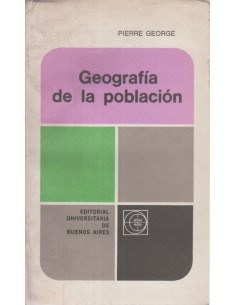 PIERRE GEORGE
Geografía
de la población
EDITORIAL
UNIVERSITARIA
DE
BUENOS AIRES